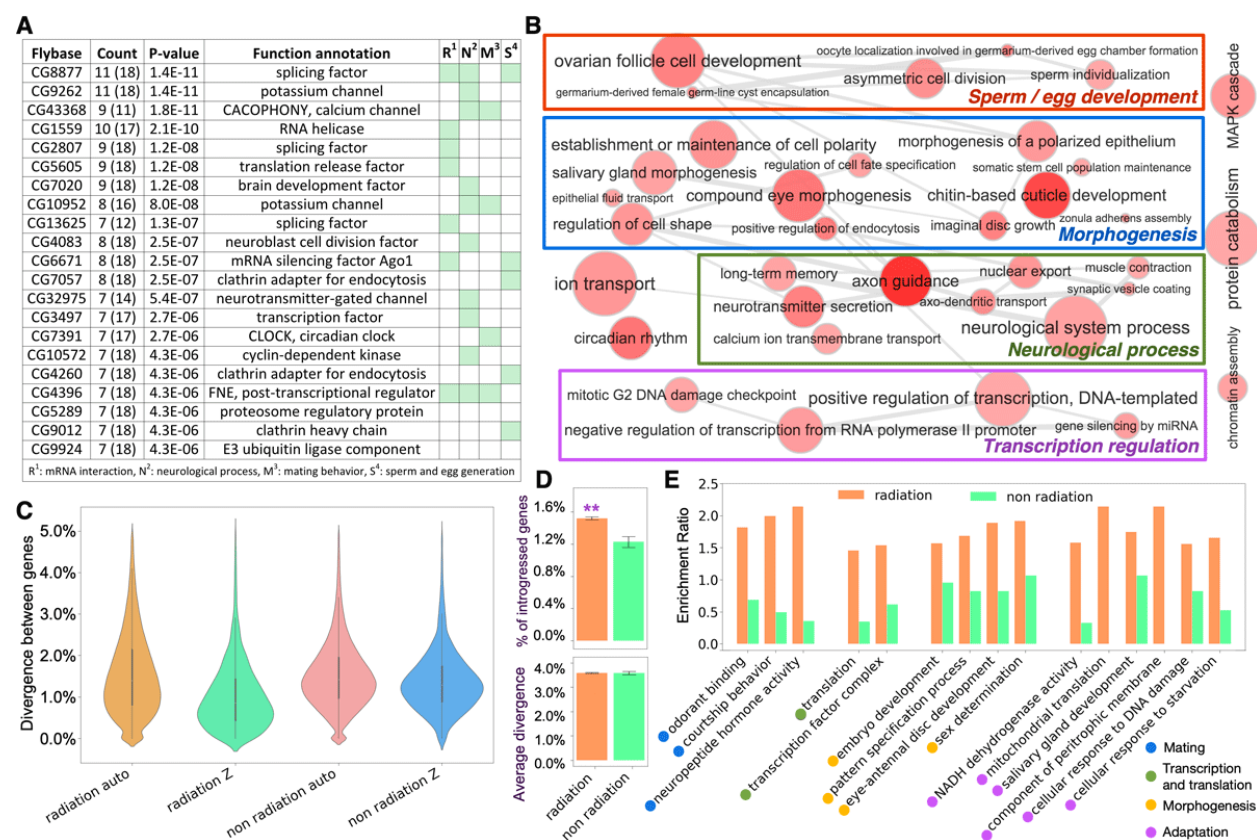 A
Flybase Count P-value Function annotation R¹ N² M³ S⁴
CG8877 11 (18) 1.4E-11 splicing factor
CG9262 11 (18) 1.4E-11 potassium channel
CG43368 9 (11) 1.8E-11 CACOPHONY, calcium channel
CG1559 10 (17) 2.1E-10 RNA helicase
CG2807 9 (18) 1.2E-08 splicing factor
CG5605 9 (18) 1.2E-08 translation release factor
CG7020 9 (18) 1.2E-08 brain development factor
CG10952 8 (16) 8.0E-08 potassium channel
CG13625 7 (12) 1.3E-07 splicing factor
CG4083 8 (18) 2.5E-07 neuroblast cell division factor
CG6671 8 (18) 2.5E-07 mRNA silencing factor Ago1
CG7057 8 (18) 2.5E-07 clathrin adapter for endocytosis
CG32975 7 (14) 5.4E-07 neurotransmitter-gated channel
CG3497 7 (17) 2.7E-06 transcription factor
CG7391 7 (17) 2.7E-06 CLOCK, circadian clock
CG10572 7 (18) 4.3E-06 cyclin-dependent kinase
CG4260 7 (18) 4.3E-06 clathrin adapter for endocytosis
CG4396 7 (18) 4.3E-06 FNE, post-transcriptional regulator
CG5289 7 (18) 4.3E-06 proteosome regulatory protein
CG9012 7 (18) 4.3E-06 clathrin heavy chain
CG9924 7 (18) 4.3E-06 E3 ubiquitin ligase component
R¹: mRNA interaction, N²: neurological process, M³: mating behavior, S⁴: sperm and egg generation
B
oocyte localization involved in germarium-derived egg chamber formation
ovarian follicle cell development
asymmetric cell division
sperm individualization
germarium-derived female germ-line cyst encapsulation
Sperm / egg development
establishment or maintenance of cell polarity
morphogenesis of a polarized epithelium
salivary gland morphogenesis
regulation of cell fate specification
somatic stem cell population maintenance
epithelial fluid transport
compound eye morphogenesis
chitin-based cuticle development
regulation of cell shape
positive regulation of endocytosis
imaginal disc growth
zonula adherens assembly
Morphogenesis
ion transport
circadian rhythm
long-term memory
axon guidance
nuclear export
muscle contraction
neurotransmitter secretion
axo-dendritic transport
synaptic vesicle coating
calcium ion transmembrane transport
neurological system process
Neurological process
mitotic G2 DNA damage checkpoint
positive regulation of transcription, DNA-templated
negative regulation of transcription from RNA polymerase II promoter
gene silencing by miRNA
Transcription regulation
MAPK cascade
protein catabolism
chromatin assembly
C
Divergence between genes
5.0%
4.0%
3.0%
2.0%
1.0%
0.0%
radiation auto
radiation Z
non radiation auto
non radiation Z
D
% of introgressed genes
1.6%
1.2%
0.8%
0.4%
0.0%
**
Average divergence
4.0%
3.0%
2.0%
1.0%
0.0%
radiation
non radiation
E
Enrichment Ratio
2.5
2.0
1.5
1.0
0.5
0.0
radiation
non radiation
odorant binding
courtship behavior
neuropeptide hormone activity
translation
transcription factor complex
embryo development
pattern specification process
eye-antennal disc development
sex determination
NADH dehydrogenase activity
mitochondrial translation
salivary gland development
component of peritrophic membrane
cellular response to DNA damage
cellular response to starvation
Mating
Transcription
and translation
Morphogenesis
Adaptation